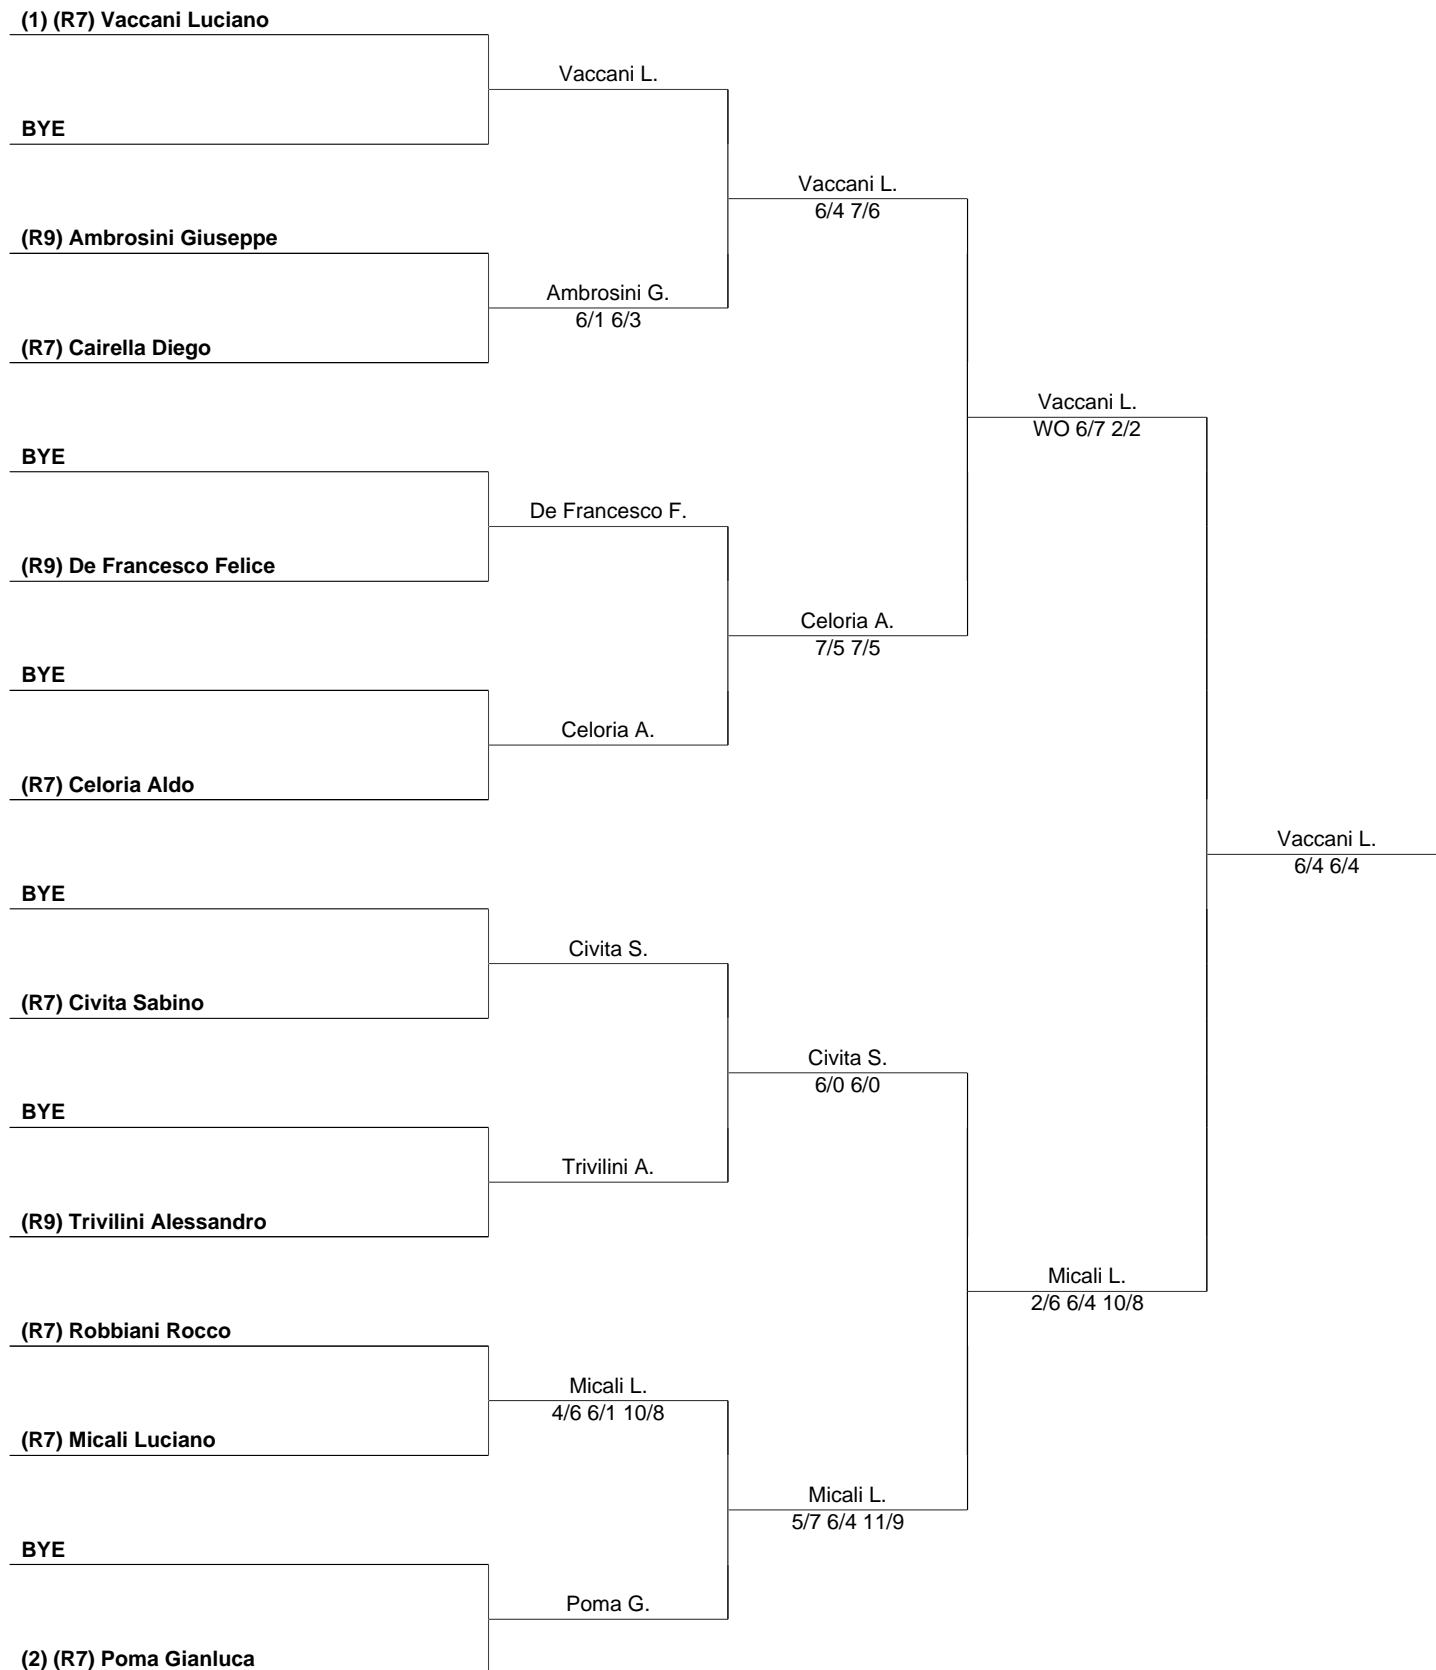 (1) (R7) Vaccani Luciano
Vaccani L.
BYE
Vaccani L.
6/4 7/6
(R9) Ambrosini Giuseppe
Ambrosini G.
6/1 6/3
(R7) Cairella Diego
Vaccani L.
WO 6/7 2/2
BYE
De Francesco F.
(R9) De Francesco Felice
Celoria A.
7/5 7/5
BYE
Celoria A.
(R7) Celoria Aldo
Vaccani L.
6/4 6/4
BYE
Civita S.
(R7) Civita Sabino
Civita S.
6/0 6/0
BYE
Trivilini A.
(R9) Trivilini Alessandro
Micali L.
2/6 6/4 10/8
(R7) Robbiani Rocco
Micali L.
4/6 6/1 10/8
(R7) Micali Luciano
Micali L.
5/7 6/4 11/9
BYE
Poma G.
(2) (R7) Poma Gianluca